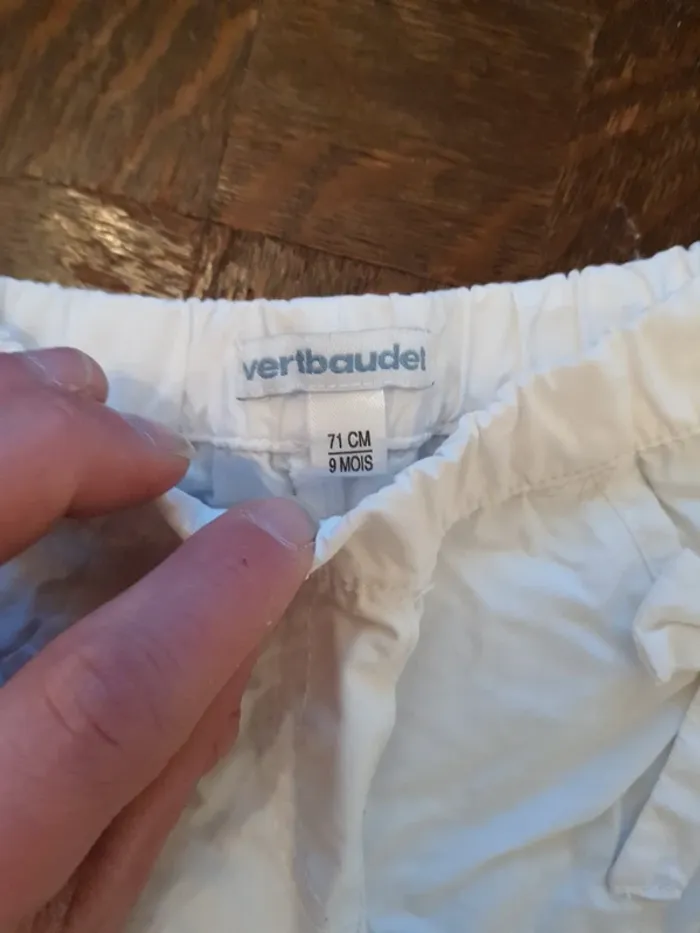 vertbaudet
71 CM
9 MOIS